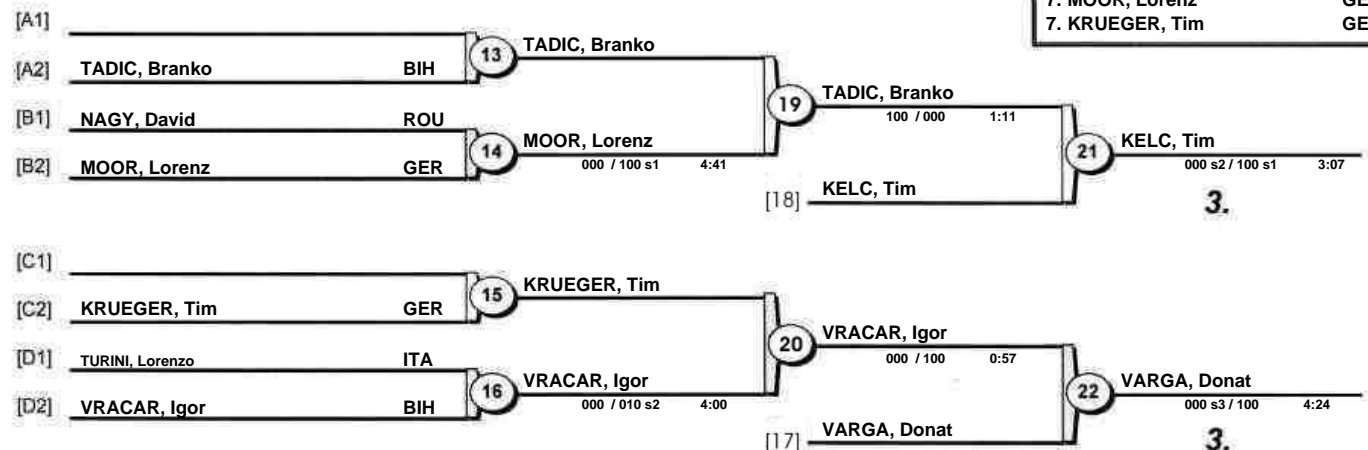 7. MOOR, Lorenz GE
7. KRUEGER, Tim GE
[A1]
[A2] TADIC, Branko BIH
13 TADIC, Branko
[B1] NAGY, David ROU
[B2] MOOR, Lorenz GER
14 MOOR, Lorenz
000 / 100 s1 4:41
19 TADIC, Branko
100 / 000 1:11
[18] KELC, Tim
21 KELC, Tim
000 s2 / 100 s1 3:07
3.
[C1]
[C2] KRUEGER, Tim GER
15 KRUEGER, Tim
[D1] TURINI, Lorenzo ITA
[D2] VRACAR, Igor BIH
16 VRACAR, Igor
000 / 010 s2 4:00
20 VRACAR, Igor
000 / 100 0:57
[17] VARGA, Donat
22 VARGA, Donat
000 s3 / 100 4:24
3.